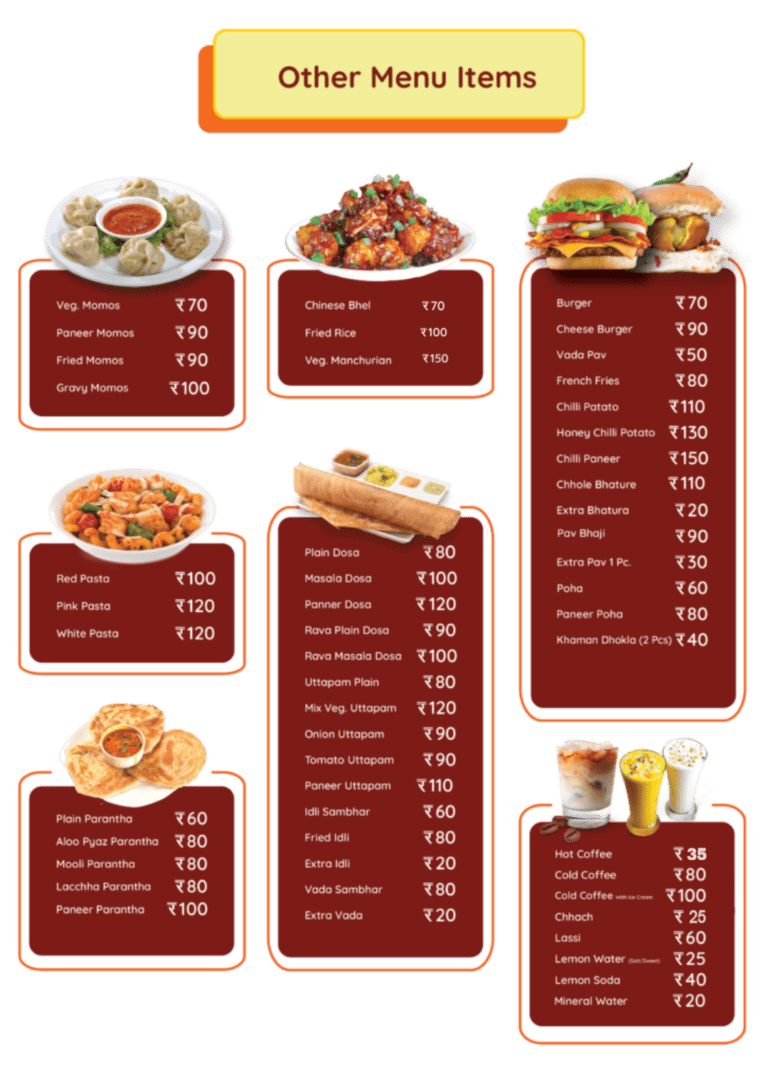 Other Menu Items
Veg. Momos ₹70
Paneer Momos ₹90
Fried Momos ₹90
Gravy Momos ₹100
Chinese Bhel ₹70
Fried Rice ₹100
Veg. Manchurian ₹150
Burger ₹70
Cheese Burger ₹90
Vada Pav ₹50
French Fries ₹80
Chilli Patato ₹110
Honey Chilli Potato ₹130
Chilli Paneer ₹150
Chhole Bhature ₹110
Extra Bhatura ₹20
Pav Bhaji ₹90
Extra Pav 1 Pc. ₹30
Poha ₹60
Paneer Poha ₹80
Khaman Dhokla (2 Pcs) ₹40
Red Pasta ₹100
Pink Pasta ₹120
White Pasta ₹120
Plain Dosa ₹80
Masala Dosa ₹100
Panner Dosa ₹120
Rava Plain Dosa ₹90
Rava Masala Dosa ₹100
Uttapam Plain ₹80
Mix Veg. Uttapam ₹120
Onion Uttapam ₹90
Tomato Uttapam ₹90
Paneer Uttapam ₹110
Idli Sambhar ₹60
Fried Idli ₹80
Extra Idli ₹20
Vada Sambhar ₹80
Extra Vada ₹20
Plain Parantha ₹60
Aloo Pyaz Parantha ₹80
Mooli Parantha ₹80
Lacchha Parantha ₹80
Paneer Parantha ₹100
Hot Coffee ₹ 35
Cold Coffee ₹80
Cold Coffee With Ice Cream ₹100
Chhach ₹ 25
Lassi ₹60
Lemon Water (Salt/Sweet) ₹25
Lemon Soda ₹40
Mineral Water ₹20